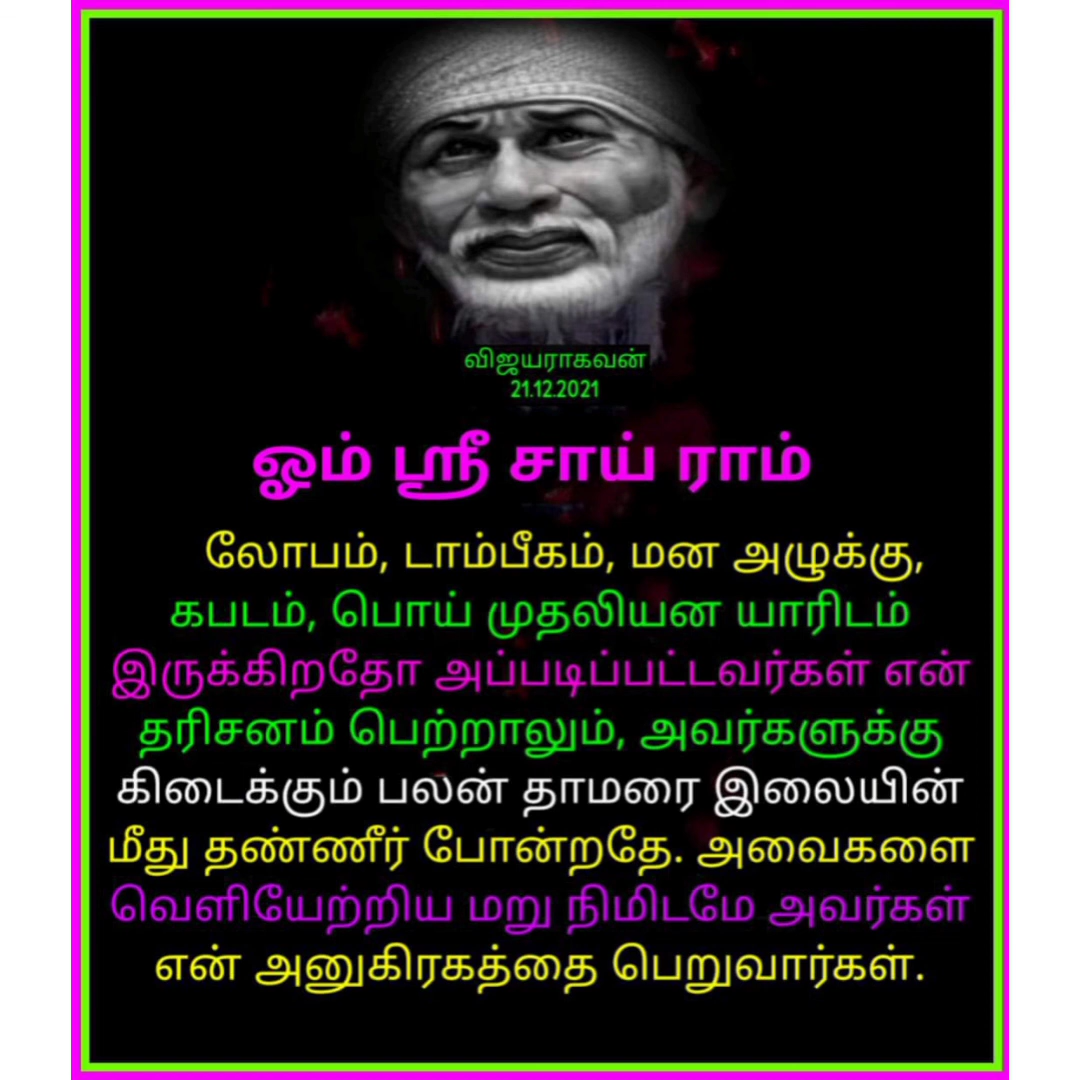 விஜயராகவன்
21.12.2021
ஓம் ஸ்ரீ சாய் ராம்
லோபம், டாம்பீகம், மன அழுக்கு,
கபடம், பொய் முதலியன யாரிடம்
இருக்கிறதோ அப்படிப்பட்டவர்கள் என்
தரிசனம் பெற்றாலும், அவர்களுக்கு
கிடைக்கும் பலன் தாமரை இலையின்
மீது தண்ணீர் போன்றதே. அவைகளை
வெளியேற்றிய மறு நிமிடமே அவர்கள்
என் அனுகிரகத்தை பெறுவார்கள்.